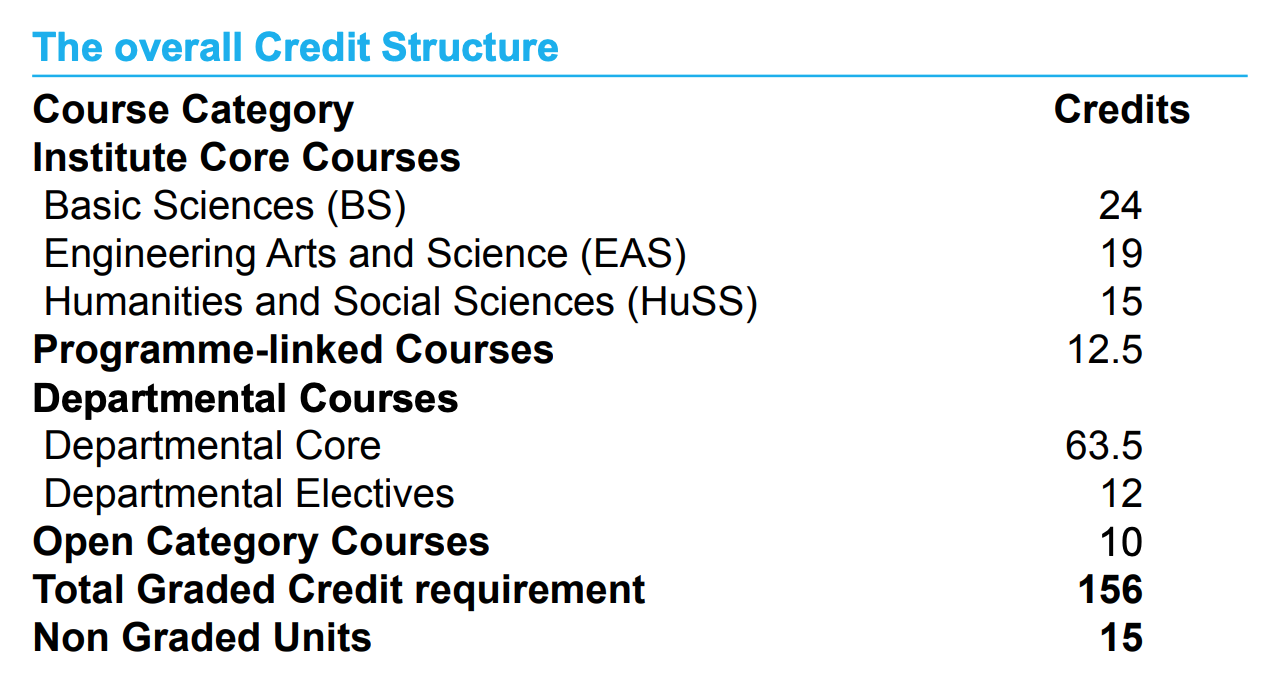 The overall Credit Structure
Course Category Credits
Institute Core Courses
Basic Sciences (BS) 24
Engineering Arts and Science (EAS) 19
Humanities and Social Sciences (HuSS) 15
Programme-linked Courses 12.5
Departmental Courses
Departmental Core 63.5
Departmental Electives 12
Open Category Courses 10
Total Graded Credit requirement 156
Non Graded Units 15